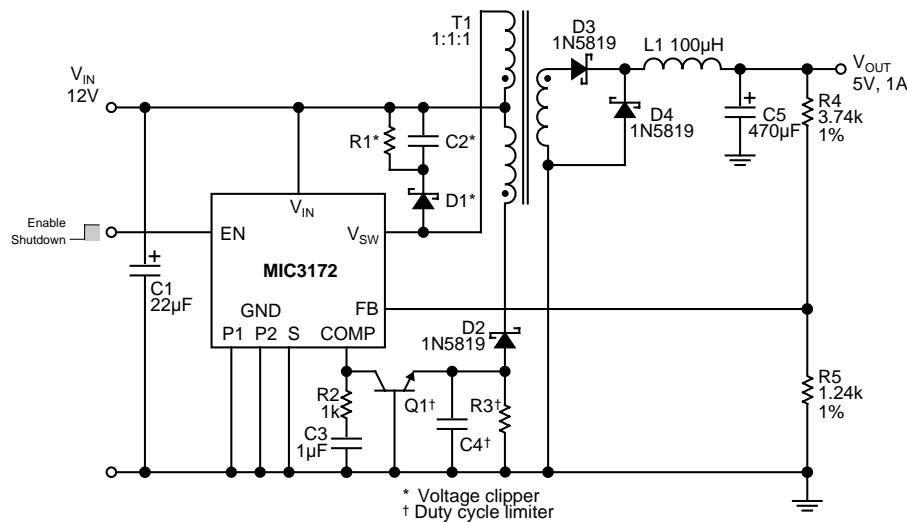 T1
1:1:1
D3
1N5819
L1 100µH
VOUT
5V, 1A
VIN
12V
R4
3.74k
1%
D4
1N5819
C5
470µF
R1*
C2*
D1*
VIN
Enable
Shutdown
EN
VSW
MIC3172
C1
22µF
GND
FB
P1 P2 S COMP
D2
1N5819
R2
1k
Q1†
R3†
C4†
C3
1µF
R5
1.24k
1%
* Voltage clipper
† Duty cycle limiter